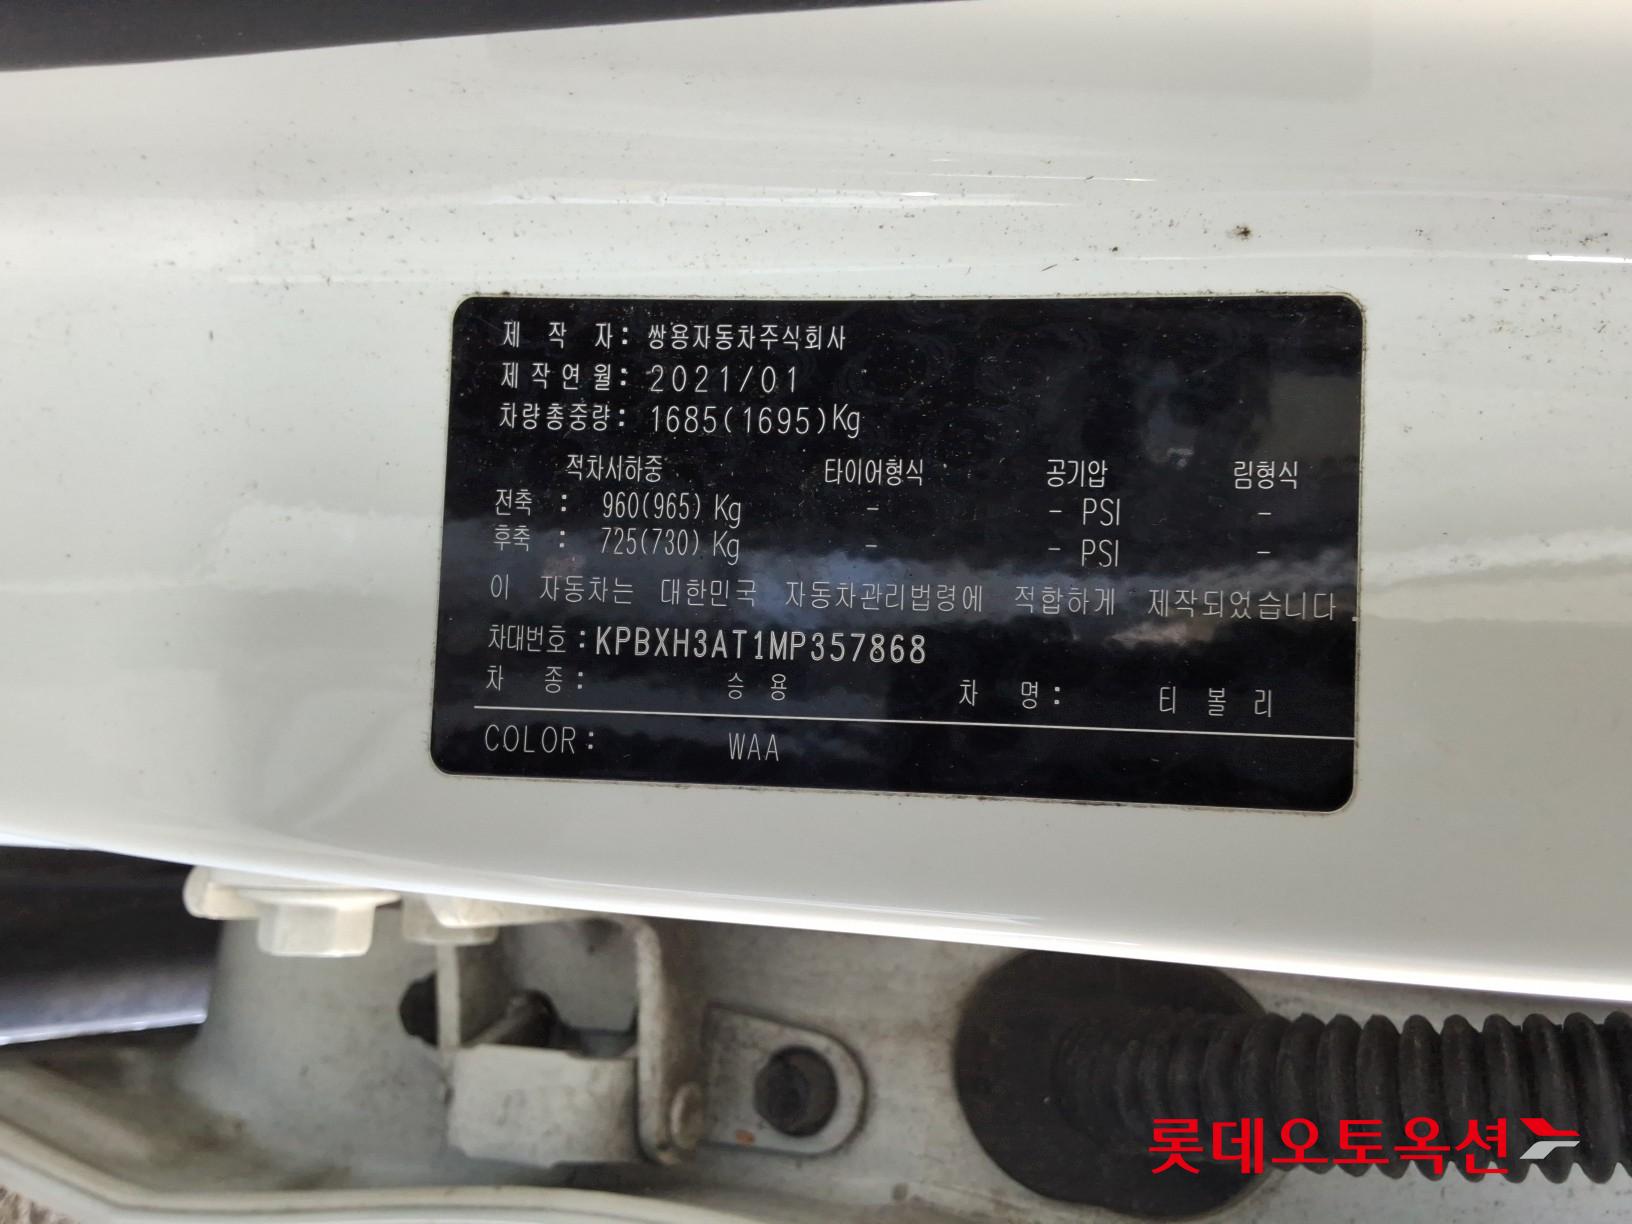 제 작 자: 쌍용자동차주식회사
제작연월: 2021/01
차량총중량: 1685(1695)Kg
적차서하중 타이어형식 공기압 림형식
전축 : 960(965) Kg - - PSI -
후축 : 725(730) Kg - - PSI -
이 자동차는 대한민국 자동차관리법령에 적합하게 제작되었습니다.
차대번호:KPBXH3AT1MP357868
차 종: 승 용 차 명: 티 볼 리
COLOR: WAA
롯데오토옥션